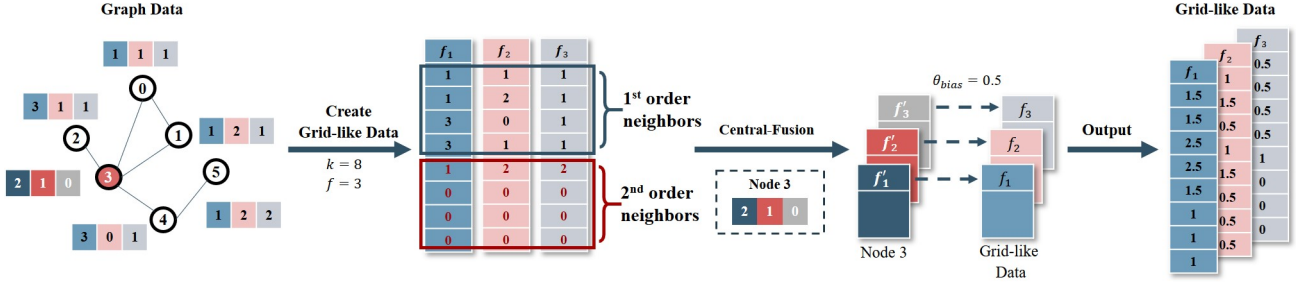 Graph Data
1 1 1
0
3 1 1
2
1
1 2 1
3
5
2 1 0
4
1 2 2
3 0 1
Create
Grid-like Data
k = 8
f = 3
f1 f2 f3
1 1 1
1 2 1
3 0 1
3 1 1
1 2 2
0 0 0
0 0 0
0 0 0
1st order
neighbors
2nd order
neighbors
Central-Fusion
Node 3
2 1 0
θbias = 0.5
f′3
f′2
f′1
Node 3
f3
f2
f1
Grid-like
Data
Output
Grid-like Data
f3
0.5
0.5
0.5
0.5
1
0
0
0
f2
1
1.5
0.5
1
1.5
0.5
0.5
0.5
f1
1.5
1.5
2.5
2.5
1.5
1
1
1